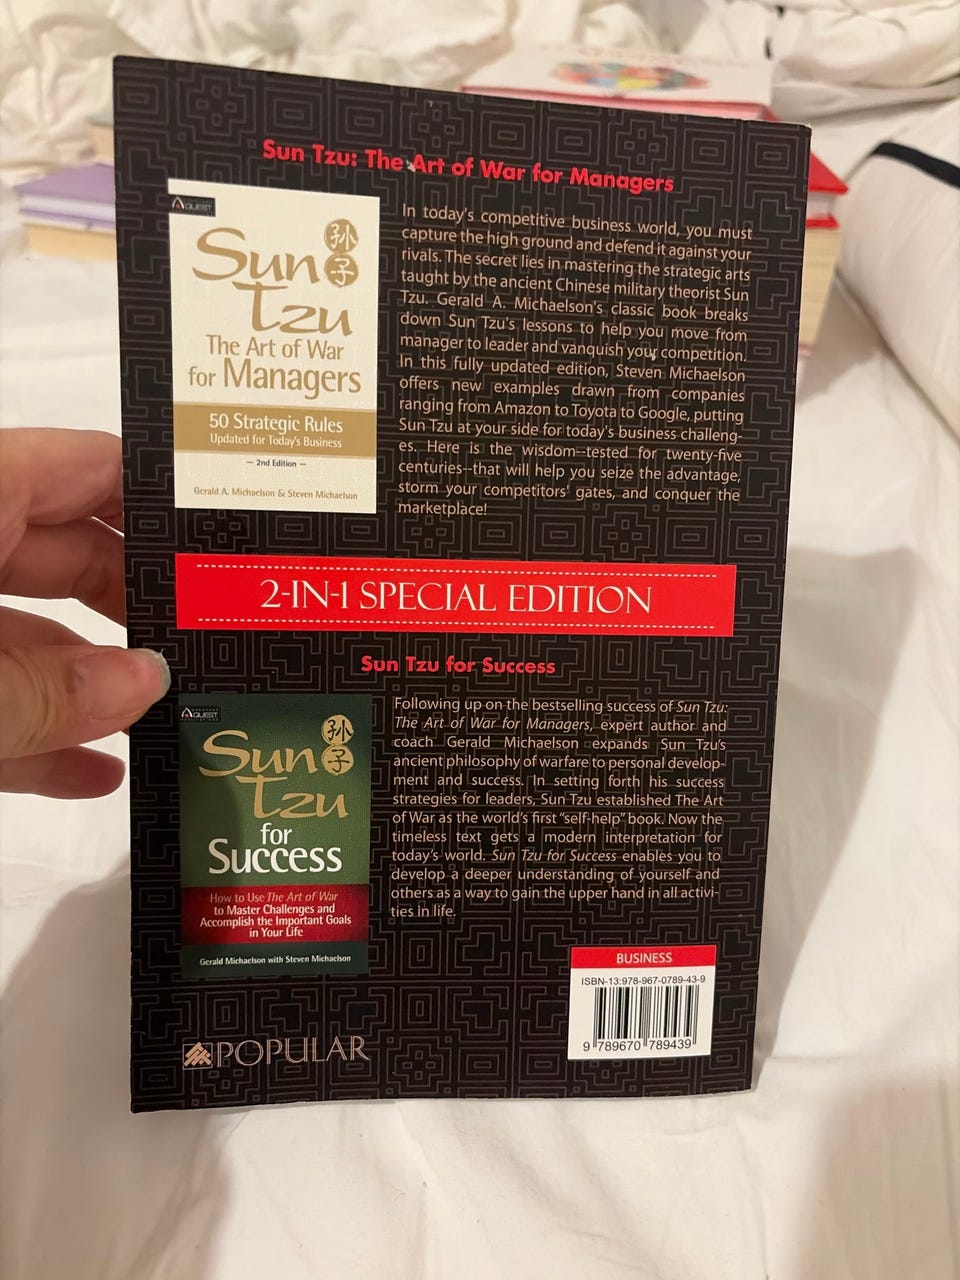 Sun Tzu: The Art of War for Managers
QUEST
Sun 孙
Tzu 子
The Art of War
for Managers
50 Strategic Rules
Updated for Today's Business
— 2nd Edition —
Gerald A. Michaelson & Steven Michaelson
In today's competitive business world, you must
capture the high ground and defend it against your
rivals. The secret lies in mastering the strategic arts
taught by the ancient Chinese military theorist Sun
Tzu. Gerald A. Michaelson's classic book breaks
down Sun Tzu's lessons to help you move from
manager to leader and vanquish your competition.
In this fully updated edition, Steven Michaelson
offers new examples drawn from companies
ranging from Amazon to Toyota to Google, putting
Sun Tzu at your side for today's business challeng-
es. Here is the wisdom--tested for twenty-five
centuries--that will help you seize the advantage,
storm your competitors' gates, and conquer the
marketplace!
2-IN-1 SPECIAL EDITION
Sun Tzu for Success
QUEST
Sun 孙
Tzu 子
for
Success
How to Use The Art of War
to Master Challenges and
Accomplish the Important Goals
in Your Life
Gerald Michaelson with Steven Michaelson
Following up on the bestselling success of Sun Tzu:
The Art of War for Managers, expert author and
coach Gerald Michaelson expands Sun Tzu's
ancient philosophy of warfare to personal develop-
ment and success. In setting forth his success
strategies for leaders, Sun Tzu established The Art
of War as the world's first "self-help" book. Now the
timeless text gets a modern interpretation for
today's world. Sun Tzu for Success enables you to
develop a deeper understanding of yourself and
others as a way to gain the upper hand in all activi-
ties in life.
POPULAR
BUSINESS
ISBN-13:978-967-0789-43-9
9 789670 789439